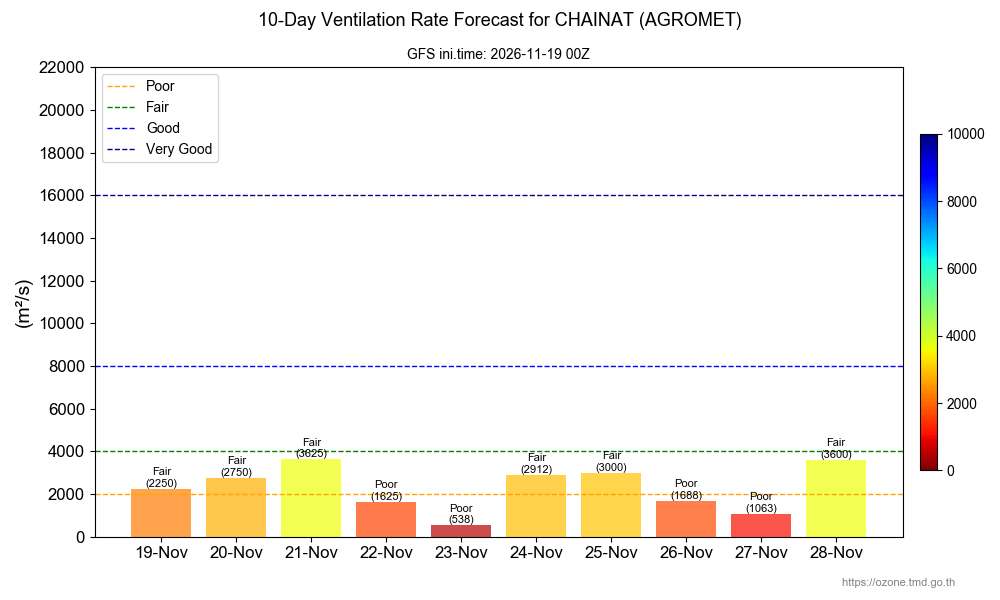 10-Day Ventilation Rate Forecast for CHAINAT (AGROMET)
GFS ini.time: 2026-11-19 00Z
(m²/s)
22000
20000
18000
16000
14000
12000
10000
8000
6000
4000
2000
0
Poor
Fair
Good
Very Good
Fair
(2250)
Fair
(2750)
Fair
(3625)
Poor
(1625)
Poor
(538)
Fair
(2912)
Fair
(3000)
Poor
(1688)
Poor
(1063)
Fair
(3600)
19-Nov 20-Nov 21-Nov 22-Nov 23-Nov 24-Nov 25-Nov 26-Nov 27-Nov 28-Nov
10000
8000
6000
4000
2000
0
https://ozone.tmd.go.th